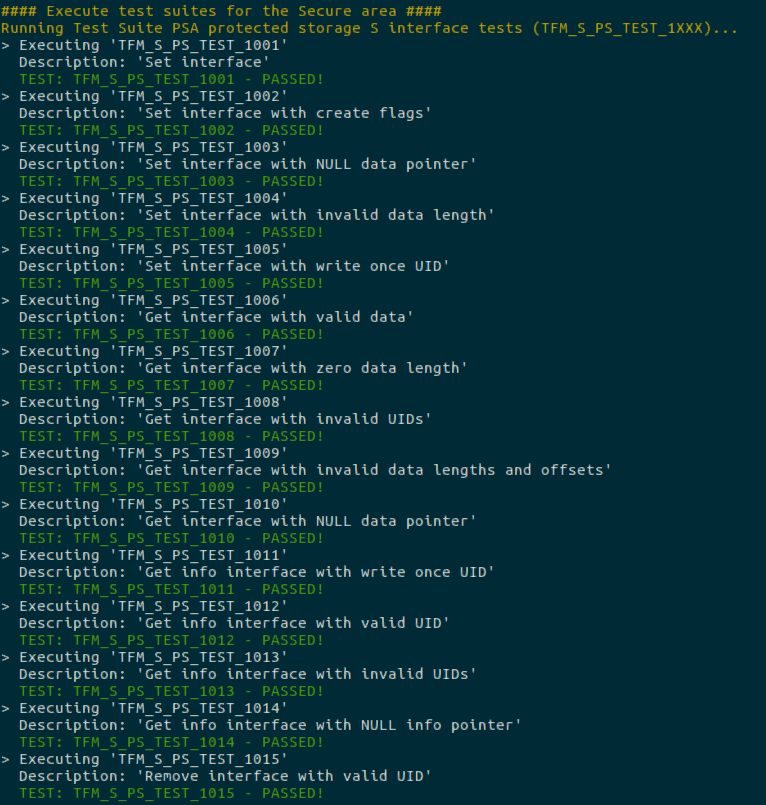 #### Execute test suites for the Secure area ####
Running Test Suite PSA protected storage S interface tests (TFM_S_PS_TEST_1XXX)...
> Executing 'TFM_S_PS_TEST_1001'
  Description: 'Set interface'
  TEST: TFM_S_PS_TEST_1001 - PASSED!
> Executing 'TFM_S_PS_TEST_1002'
  Description: 'Set interface with create flags'
  TEST: TFM_S_PS_TEST_1002 - PASSED!
> Executing 'TFM_S_PS_TEST_1003'
  Description: 'Set interface with NULL data pointer'
  TEST: TFM_S_PS_TEST_1003 - PASSED!
> Executing 'TFM_S_PS_TEST_1004'
  Description: 'Set interface with invalid data length'
  TEST: TFM_S_PS_TEST_1004 - PASSED!
> Executing 'TFM_S_PS_TEST_1005'
  Description: 'Set interface with write once UID'
  TEST: TFM_S_PS_TEST_1005 - PASSED!
> Executing 'TFM_S_PS_TEST_1006'
  Description: 'Get interface with valid data'
  TEST: TFM_S_PS_TEST_1006 - PASSED!
> Executing 'TFM_S_PS_TEST_1007'
  Description: 'Get interface with zero data length'
  TEST: TFM_S_PS_TEST_1007 - PASSED!
> Executing 'TFM_S_PS_TEST_1008'
  Description: 'Get interface with invalid UIDs'
  TEST: TFM_S_PS_TEST_1008 - PASSED!
> Executing 'TFM_S_PS_TEST_1009'
  Description: 'Get interface with invalid data lengths and offsets'
  TEST: TFM_S_PS_TEST_1009 - PASSED!
> Executing 'TFM_S_PS_TEST_1010'
  Description: 'Get interface with NULL data pointer'
  TEST: TFM_S_PS_TEST_1010 - PASSED!
> Executing 'TFM_S_PS_TEST_1011'
  Description: 'Get info interface with write once UID'
  TEST: TFM_S_PS_TEST_1011 - PASSED!
> Executing 'TFM_S_PS_TEST_1012'
  Description: 'Get info interface with valid UID'
  TEST: TFM_S_PS_TEST_1012 - PASSED!
> Executing 'TFM_S_PS_TEST_1013'
  Description: 'Get info interface with invalid UIDs'
  TEST: TFM_S_PS_TEST_1013 - PASSED!
> Executing 'TFM_S_PS_TEST_1014'
  Description: 'Get info interface with NULL info pointer'
  TEST: TFM_S_PS_TEST_1014 - PASSED!
> Executing 'TFM_S_PS_TEST_1015'
  Description: 'Remove interface with valid UID'
  TEST: TFM_S_PS_TEST_1015 - PASSED!